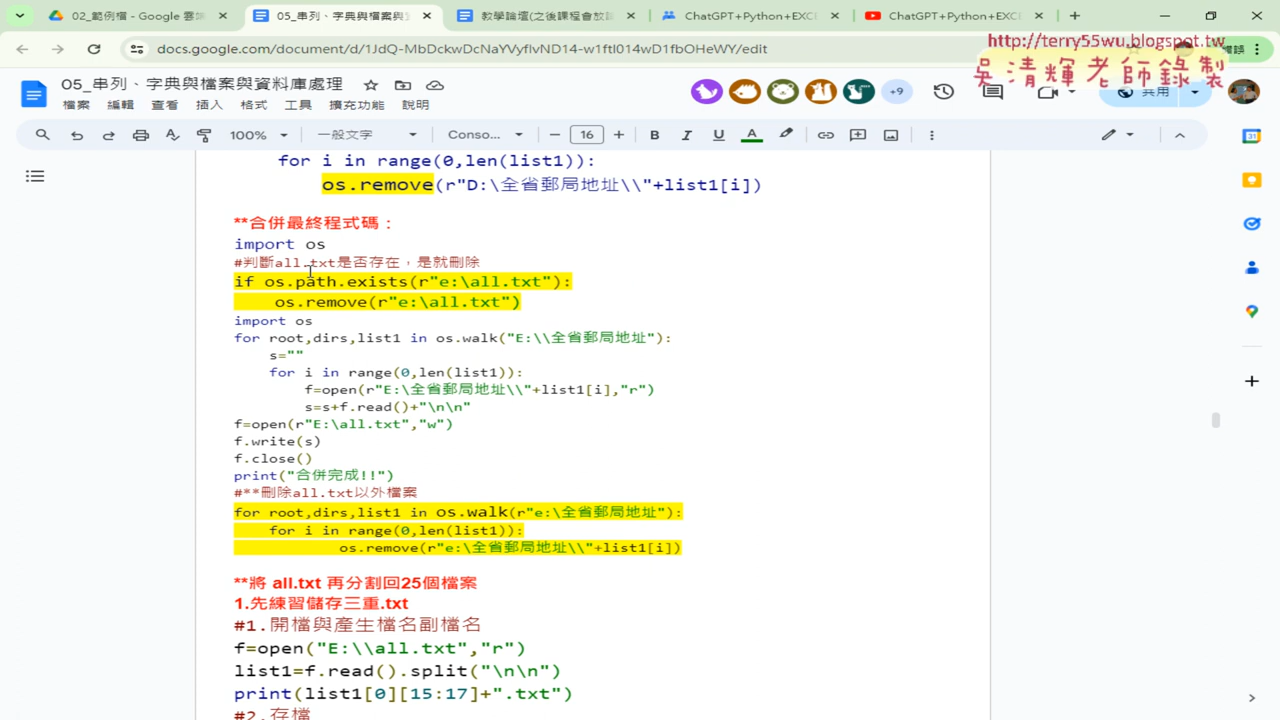 02_範例檔 - Google 雲端
05_串列、字典與檔案與資
教學論壇(之後課程會放
ChatGPT+Python+EXC
ChatGPT+Python+EXC
docs.google.com/document/d/1JdQ-MbDckwDcNaYVyfIvND14-w1ftI014wD1fbOHeWY/edit
http://terry55wu.blogspot.tw
吳清輝老師錄製
05_串列、字典與檔案與資料庫處理
+9
共用
檔案 編輯 查看 插入 格式 工具 擴充功能 說明
100% 一般文字 Conso... 16 B I U A
for i in range(0,len(list1)):
os.remove(r"D:\全省郵局地址\\"+list1[i])
**合併最終程式碼：
import os
#判斷all.txt是否存在，是就刪除
if os.path.exists(r"e:\all.txt"):
os.remove(r"e:\all.txt")
import os
for root,dirs,list1 in os.walk("E:\\全省郵局地址"):
s=""
for i in range(0,len(list1)):
f=open(r"E:\全省郵局地址\\"+list1[i],"r")
s=s+f.read()+"\n\n"
f=open(r"E:\all.txt","w")
f.write(s)
f.close()
print("合併完成!!")
#**刪除all.txt以外檔案
for root,dirs,list1 in os.walk(r"e:\全省郵局地址"):
for i in range(0,len(list1)):
os.remove(r"e:\全省郵局地址\\"+list1[i])
**將 all.txt 再分割回25個檔案
1.先練習儲存三重.txt
#1.開檔與產生檔名副檔名
f=open("E:\\all.txt","r")
list1=f.read().split("\n\n")
print(list1[0][15:17]+".txt")
#2.存檔